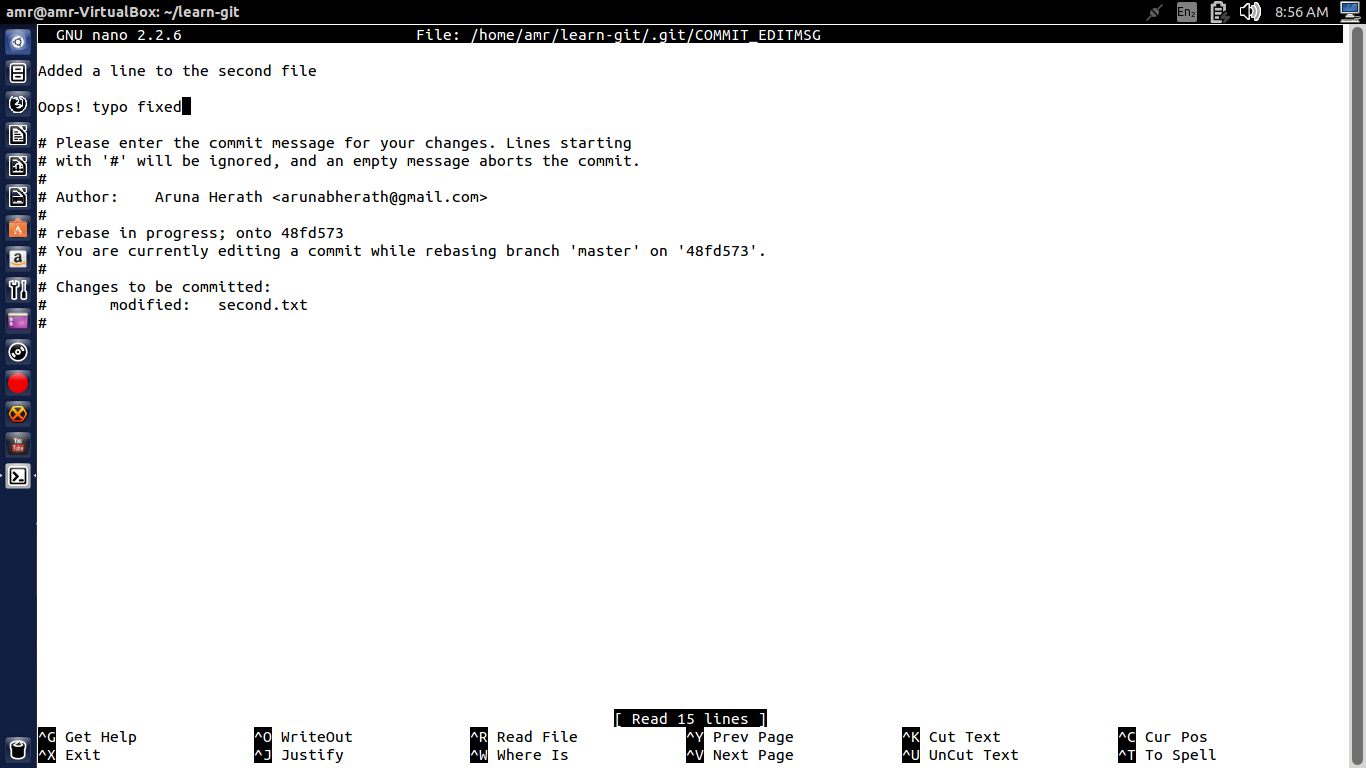 amr@amr-VirtualBox: ~/learn-git
En2
8:56 AM
GNU nano 2.2.6 File: /home/amr/learn-git/.git/COMMIT_EDITMSG
Added a line to the second file
Oops! typo fixed
# Please enter the commit message for your changes. Lines starting
# with '#' will be ignored, and an empty message aborts the commit.
#
# Author:    Aruna Herath <arunabherath@gmail.com>
#
# rebase in progress; onto 48fd573
# You are currently editing a commit while rebasing branch 'master' on '48fd573'.
#
# Changes to be committed:
#       modified:   second.txt
#
You Tube
[ Read 15 lines ]
^G Get Help ^O WriteOut ^R Read File ^Y Prev Page ^K Cut Text ^C Cur Pos
^X Exit ^J Justify ^W Where Is ^V Next Page ^U UnCut Text ^T To Spell